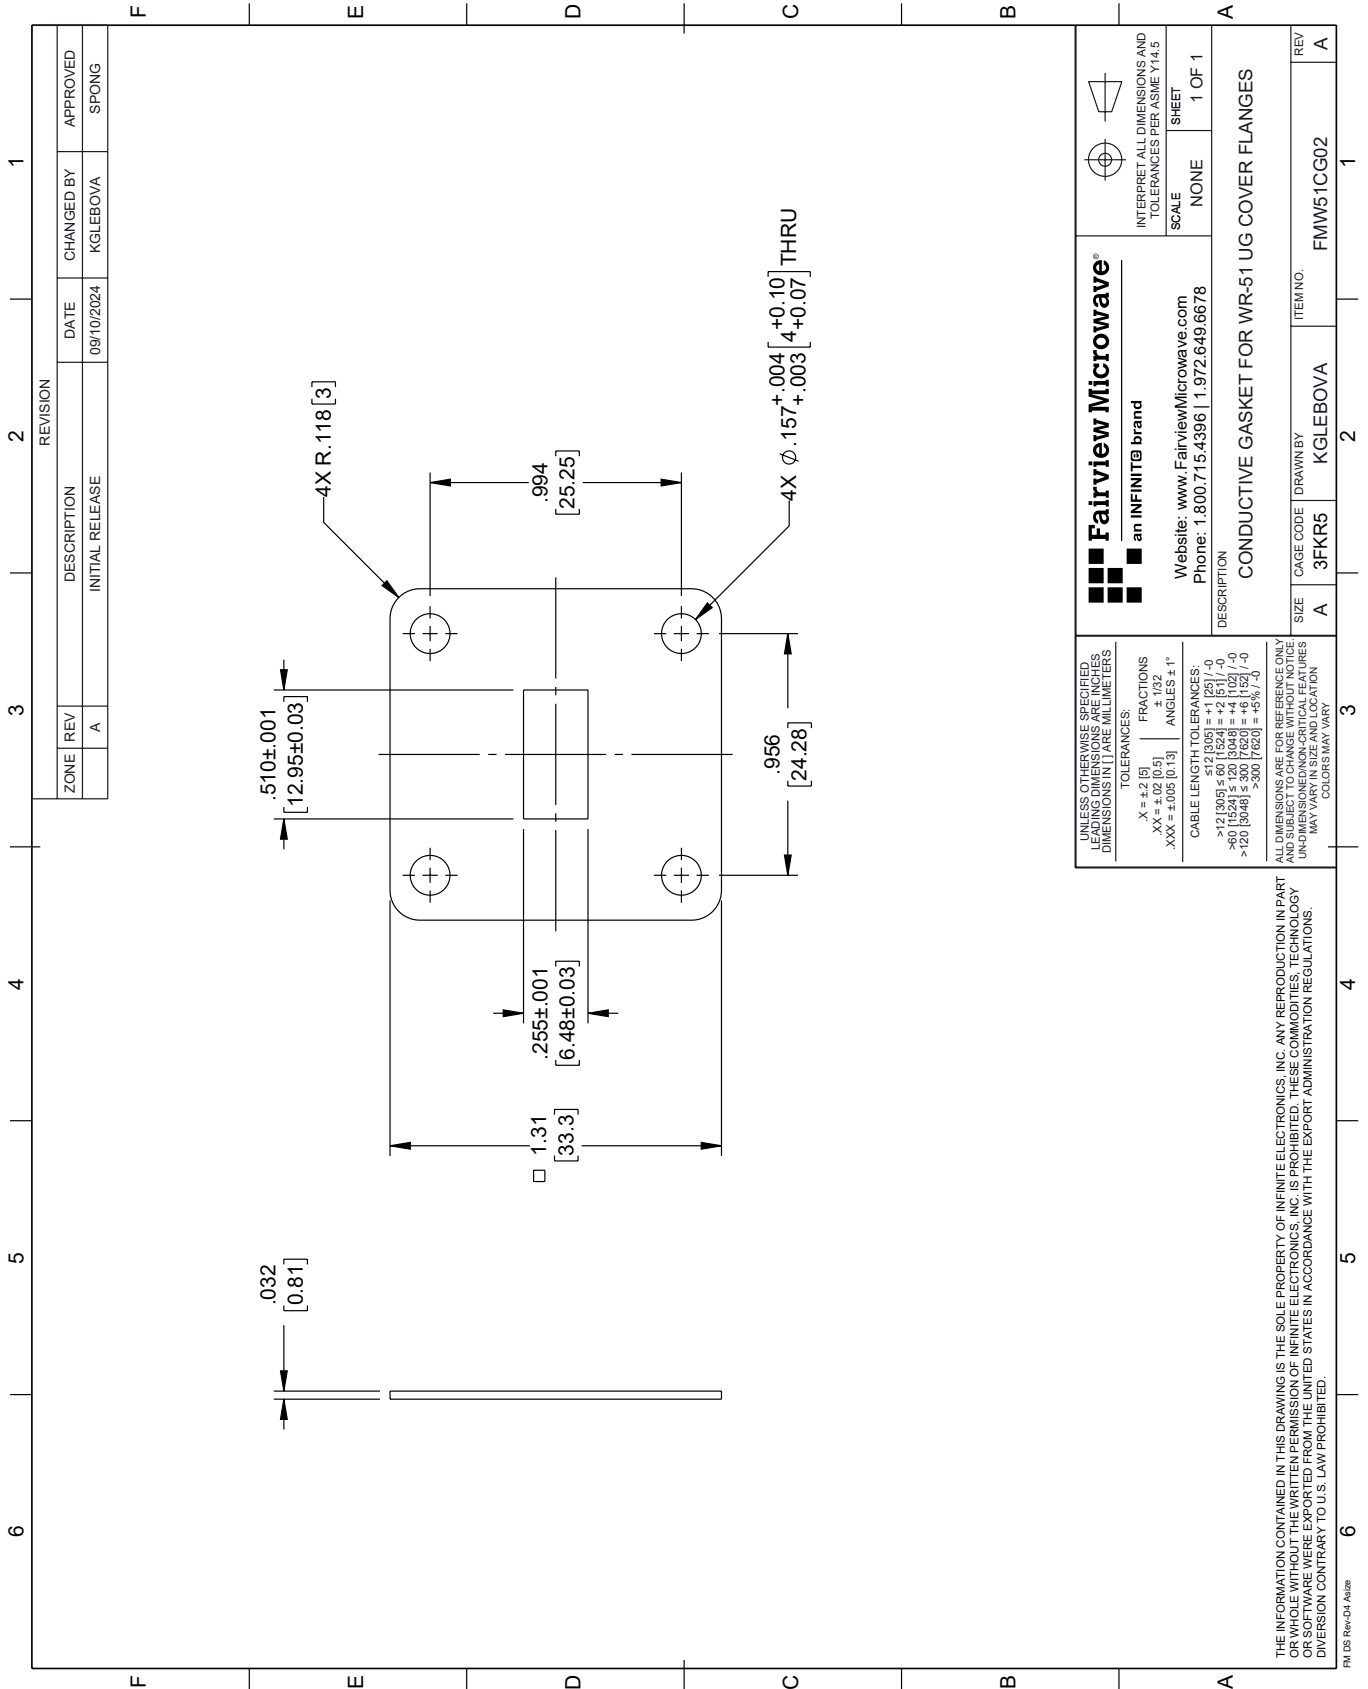 6 5 4 3 2 1
F
E
D
C
B
A
REVISION
ZONE REV DESCRIPTION DATE CHANGED BY APPROVED
A INITIAL RELEASE 09/10/2024 KGLEBOVA SPONG
.032
[0.81]
□ 1.31
[33.3]
.255±.001
[6.48±0.03]
.510±.001
[12.95±0.03]
4X R.118 [3]
.994
[25.25]
.956
[24.28]
4X Ø.157 +.004 +.003 [4 +0.10 +0.07] THRU
UNLESS OTHERWISE SPECIFIED
LEADING DIMENSIONS ARE INCHES
DIMENSIONS IN [ ] ARE MILLIMETERS
TOLERANCES:
.X = ±.2 [5] FRACTIONS
.XX = ±.02 [0.5] ± 1/32
.XXX = ±.005 [0.13] ANGLES ± 1°
CABLE LENGTH TOLERANCES:
≤12 [305] = +1 [25] / -0
>12 [305] ≤ 60 [1524] = +2 [51] / -0
>60 [1524] ≤ 120 [3048] = +4 [102] / -0
>120 [3048] ≤ 300 [7620] = +6 [152] / -0
>300 [7620] = +5% / -0
ALL DIMENSIONS ARE FOR REFERENCE ONLY
AND SUBJECT TO CHANGE WITHOUT NOTICE.
UN-DIMENSIONED/NON-CRITICAL FEATURES
MAY VARY IN SIZE AND LOCATION
COLORS MAY VARY
Fairview Microwave®
an INFINIT® brand
Website: www.FairviewMicrowave.com
Phone: 1.800.715.4396 | 1.972.649.6678
INTERPRET ALL DIMENSIONS AND
TOLERANCES PER ASME Y14.5
SCALE SHEET
NONE 1 OF 1
DESCRIPTION
CONDUCTIVE GASKET FOR WR-51 UG COVER FLANGES
SIZE CAGE CODE DRAWN BY ITEM NO. REV
A 3FKR5 KGLEBOVA FMW51CG02 A
THE INFORMATION CONTAINED IN THIS DRAWING IS THE SOLE PROPERTY OF INFINITE ELECTRONICS, INC. ANY REPRODUCTION IN PART
OR WHOLE WITHOUT THE WRITTEN PERMISSION OF INFINITE ELECTRONICS, INC. IS PROHIBITED. THESE COMMODITIES, TECHNOLOGY
OR SOFTWARE WERE EXPORTED FROM THE UNITED STATES IN ACCORDANCE WITH THE EXPORT ADMINISTRATION REGULATIONS.
DIVERSION CONTRARY TO U.S. LAW PROHIBITED.
F
E
D
C
B
A
6 5 4 3 2 1
FM DS Rev-D4 Asize